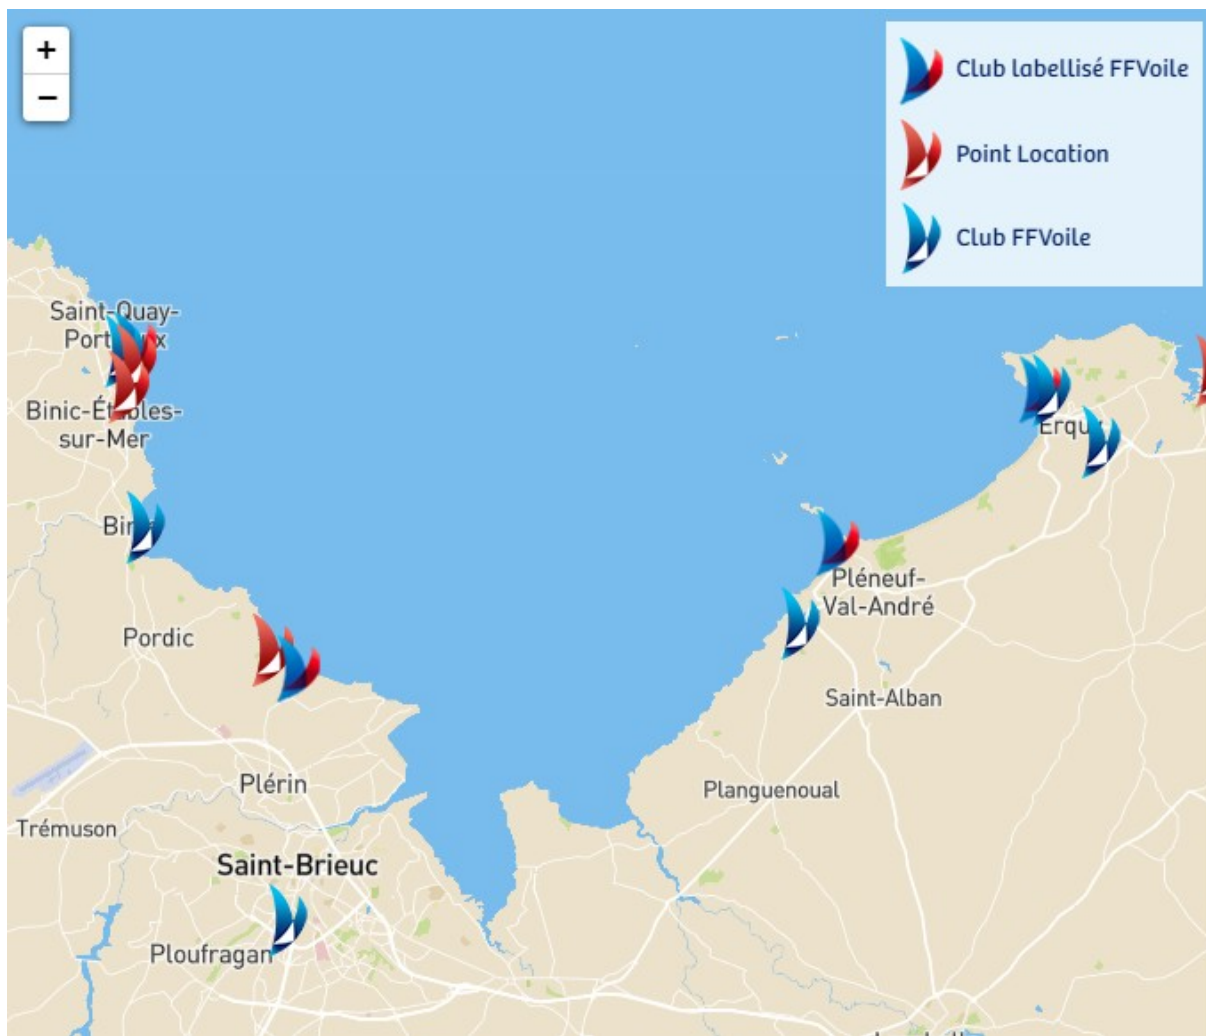 +
−
Club labellisé FFVoile
Point Location
Club FFVoile
Saint-Quay-
Binic-Étables-
sur-Mer
Erquy
Pléneuf-
Val-André
Pordic
Saint-Alban
Plérin
Planguenoual
Trémuson
Saint-Brieuc
Ploufragan